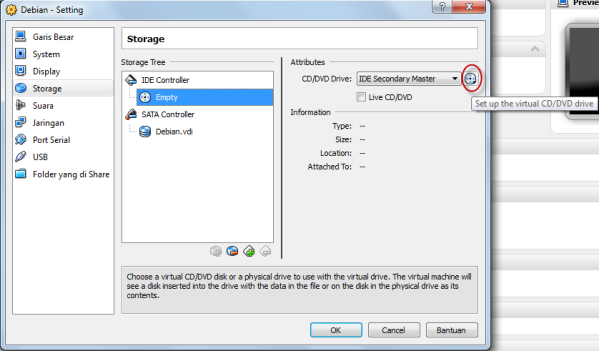 Debian - Setting
Previe
Garis Besar
System
Display
Storage
Suara
Jaringan
Port Serial
USB
Folder yang di Share
Storage
Storage Tree
IDE Controller
Empty
SATA Controller
Debian.vdi
Attributes
CD/DVD Drive: IDE Secondary Master
Live CD/DVD
Set up the virtual CD/DVD drive
Information
Type: --
Size: --
Location: --
Attached To: --
Choose a virtual CD/DVD disk or a physical drive to use with the virtual drive. The virtual machine will
see a disk inserted into the drive with the data in the file or on the disk in the physical drive as its
contents.
OK Cancel Bantuan